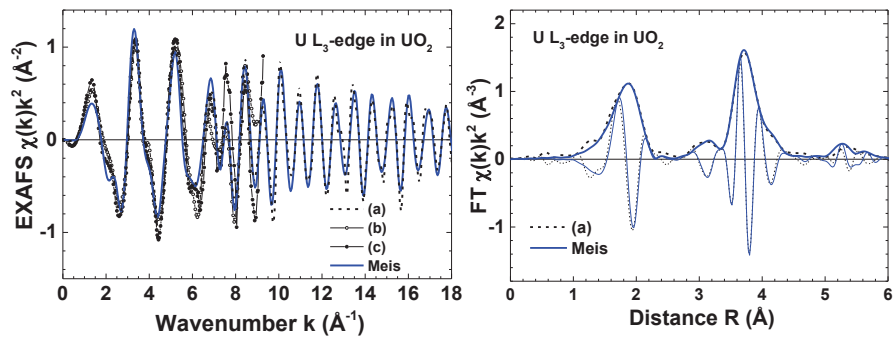 U L₃-edge in UO₂
EXAFS χ(k)k² (Å⁻²)
1
0
-1
(a)
(b)
(c)
Meis
0 2 4 6 8 10 12 14 16 18
Wavenumber k (Å⁻¹)
U L₃-edge in UO₂
FT χ(k)k² (Å⁻³)
2
1
0
-1
(a)
Meis
0 1 2 3 4 5 6
Distance R (Å)